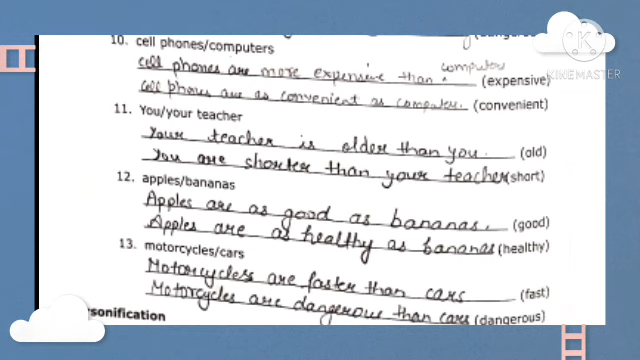 (dangerous)
10. cell phones/computers
cell phones are more expensive than computer (expensive)
cell phones are as convenient as computer. (convenient)
11. You/your teacher
Your teacher is older than you. (old)
You are shorter than your teacher (short)
12. apples/bananas
Apples are as good as bananas. (good)
Apples are as healthy as bananas (healthy)
13. motorcycles/cars
Motorcycless are faster than cars (fast)
Motorcycles are dangerous than cars (dangerous)
sonification
KINEMASTER